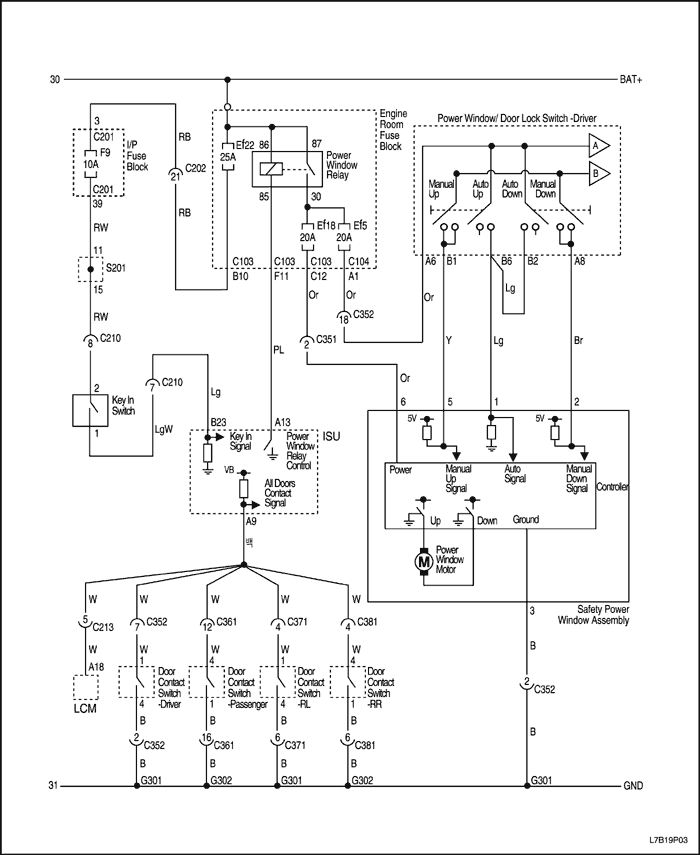 30
BAT+
3
C201
F9
10A
C201
39
I/P
Fuse
Block
RB
21
C202
RB
RW
11
S201
15
RW
8
C210
2
Key In
Switch
1
LgW
7
C210
Lg
Ef22
25A
86
87
Power
Window
Relay
85
30
Ef18
20A
Ef5
20A
Engine
Room
Fuse
Block
C103
B10
C103
F11
C103
C12
C104
A1
Or
Or
18
C352
2
C351
PL
Or
Power Window/ Door Lock Switch -Driver
A
B
Manual
Up
Auto
Up
Auto
Down
Manual
Down
A6
B1
B6
B2
A8
Or
Lg
Y
Lg
Br
6
5
1
2
5V
5V
Power
Manual
Up
Signal
Auto
Signal
Manual
Down
Signal
Controller
Up
Down
Ground
M
Power
Window
Motor
Safety Power
Window Assembly
3
B
2
C352
B
G301
B23
A13
ISU
Key In
Signal
Power
Window
Relay
Control
VB
All Doors
Contact
Signal
A9
W
5
C213
W
A18
LCM
W
7
C352
W
1
Door
Contact
Switch
-Driver
4
B
2
C352
B
G301
W
12
C361
W
4
Door
Contact
Switch
-Passenger
1
B
16
C361
B
G302
W
4
C371
W
1
Door
Contact
Switch
-RL
4
B
6
C371
B
G301
W
4
C381
W
4
Door
Contact
Switch
-RR
1
B
6
C381
B
G302
31
GND
L7B19P03